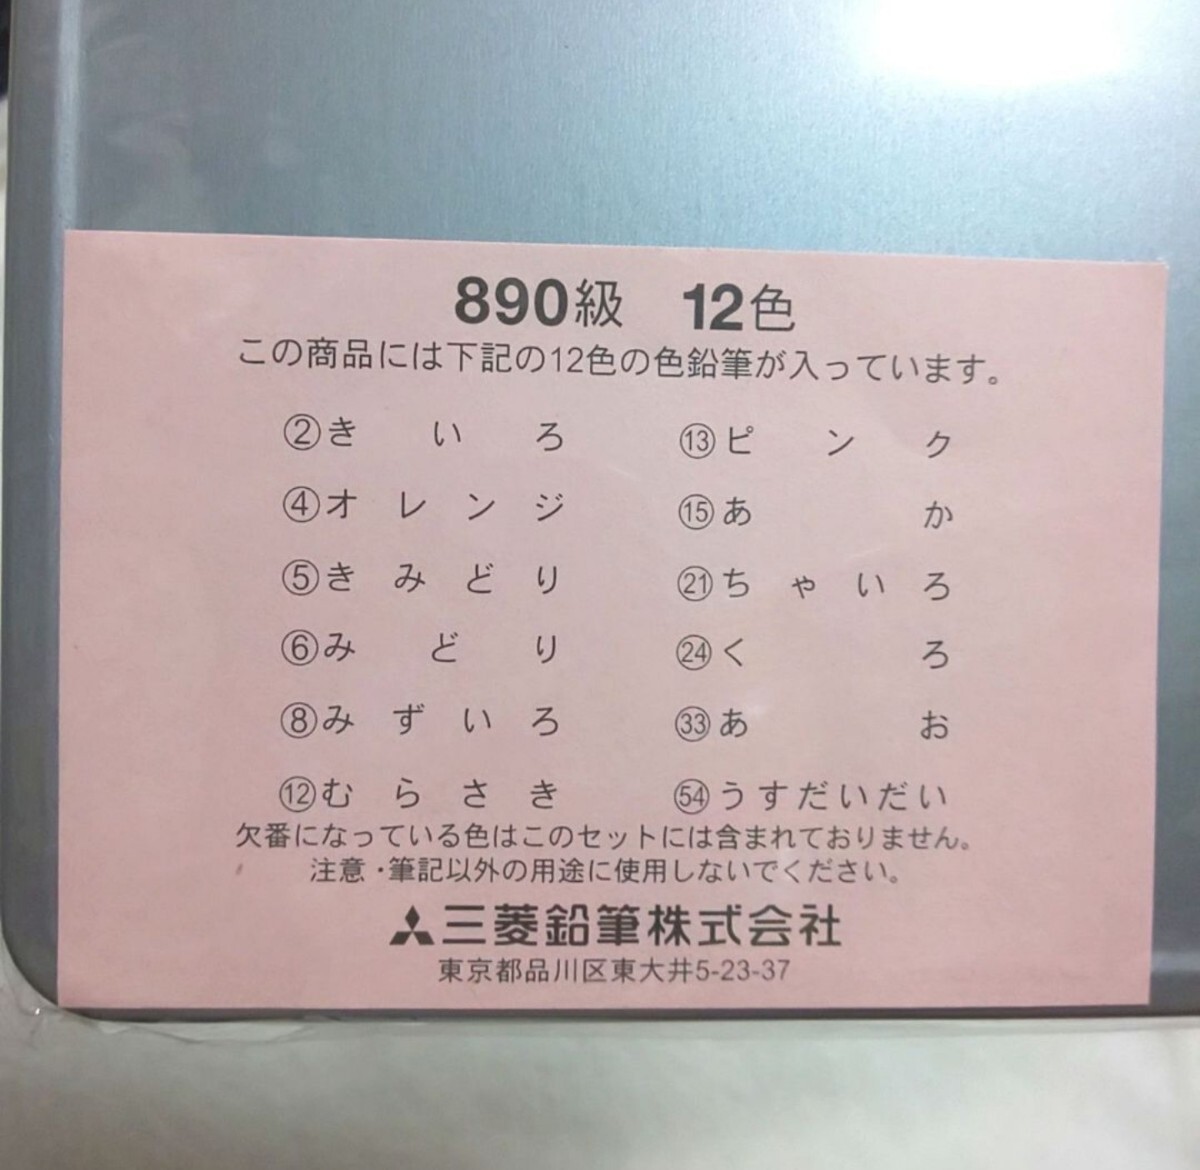 890級 12色
この商品には下記の12色の色鉛筆が入っています。
②きいろ ⑬ピンク
④オレンジ ⑮あか
⑤きみどり ㉑ちゃいろ
⑥みどり ㉔くろ
⑧みずいろ ㉝あお
⑫むらさき 54うすだいだい
欠番になっている色はこのセットには含まれておりません。
注意・筆記以外の用途に使用しないでください。
三菱鉛筆株式会社
東京都品川区東大井5-23-37